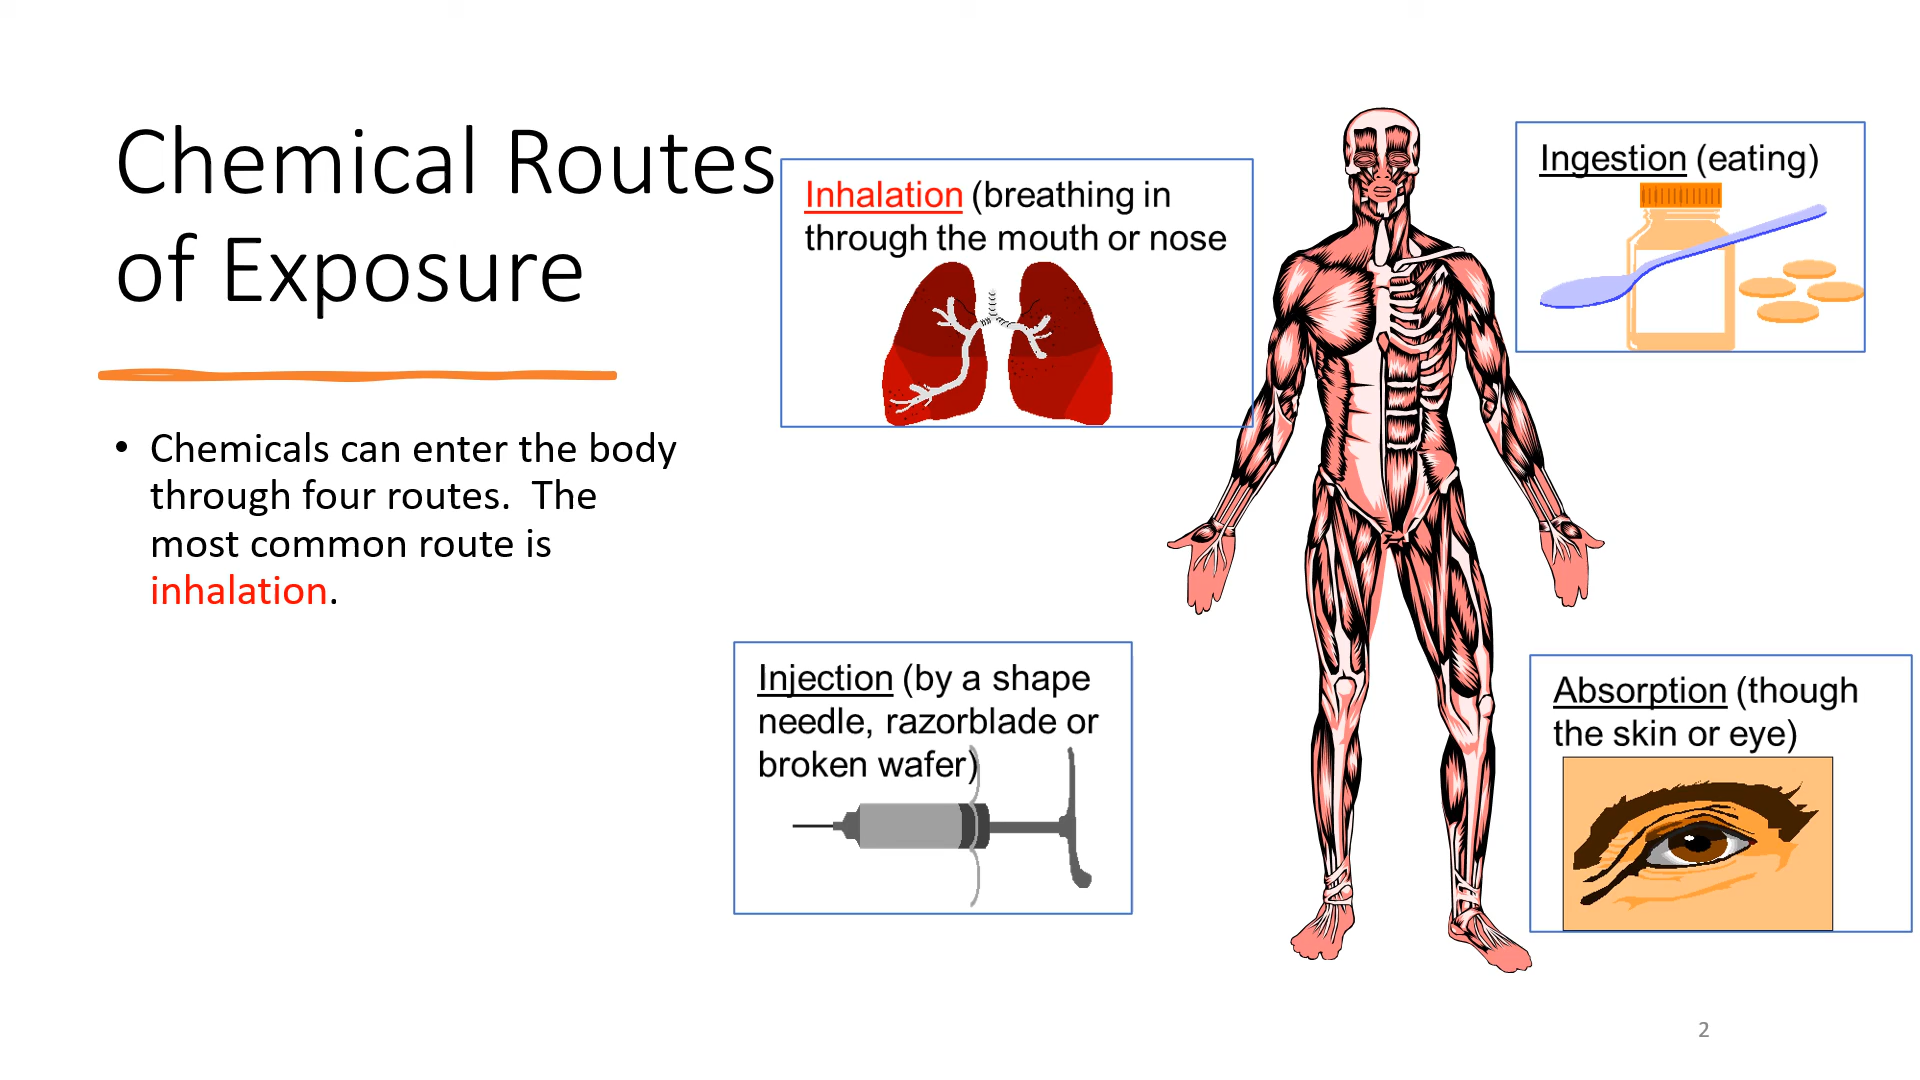 Chemical Routes
of Exposure
• Chemicals can enter the body
through four routes.  The
most common route is
inhalation.
Inhalation (breathing in
through the mouth or nose
Ingestion (eating)
Injection (by a shape
needle, razorblade or
broken wafer)
Absorption (though
the skin or eye)
2